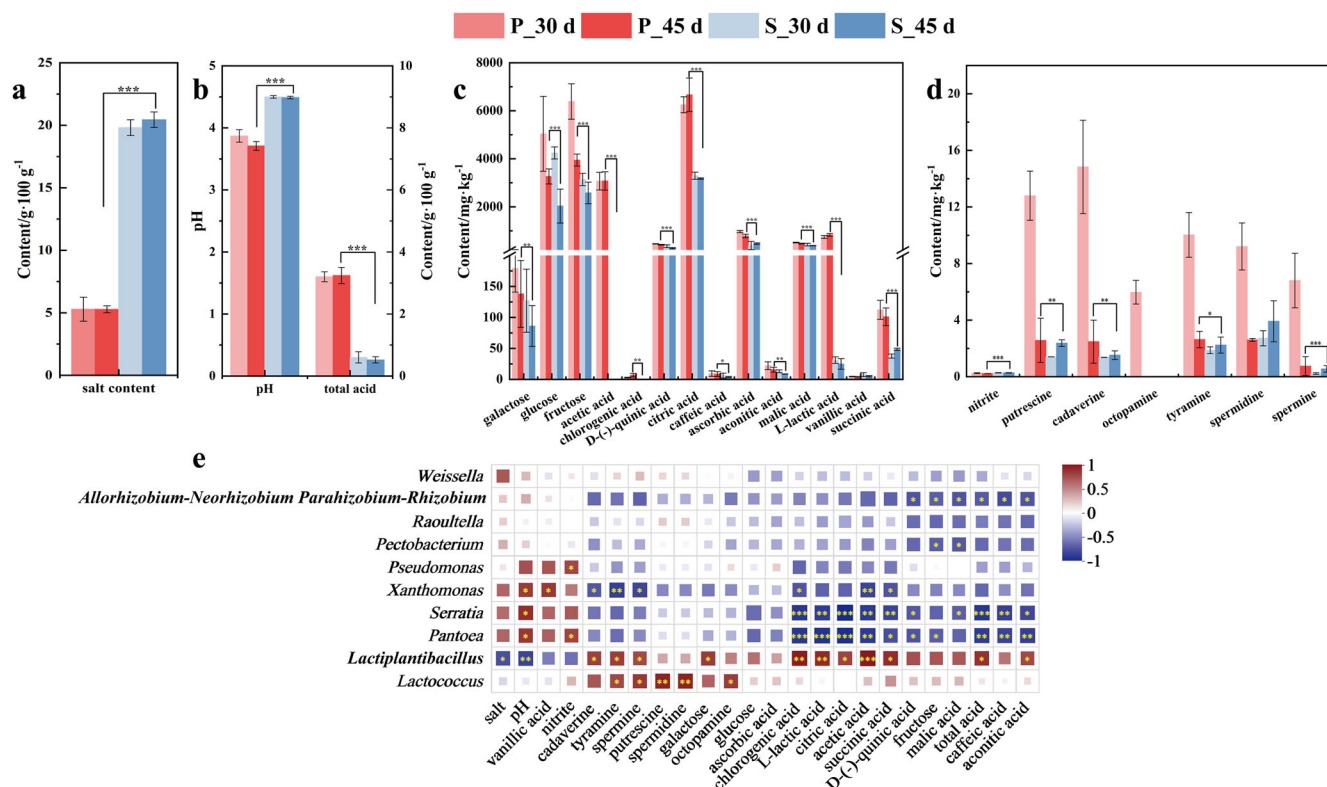 P_30 d P_45 d S_30 d S_45 d
a
25
20
15
10
5
0
Content/g·100 g⁻¹
***
salt content
b
5
4
3
2
1
0
pH
***
***
pH total acid
10
8
6
4
2
0
Content/g·100 g⁻¹
c
8000
6000
4000
2000
150
100
50
0
Content/mg·kg⁻¹
** *** *** *** ** *** *** * *** ** *** *** ***
galactose
glucose
fructose
acetic acid
chlorogenic acid
D-(-)-quinic acid
citric acid
caffeic acid
ascorbic acid
aconitic acid
malic acid
L-lactic acid
vanillic acid
succinic acid
d
20
16
12
8
4
0
Content/mg·kg⁻¹
*** ** ** * ***
nitrite
putrescine
cadaverine
octopamine
tyramine
spermidine
spermine
e
Weissella
Allorhizobium-Neorhizobium Parahizobium-Rhizobium
* * * * * *
Raoultella
Pectobacterium
* *
Pseudomonas
*
Xanthomonas
* * * ** * * ** *
Serratia
* *** ** *** ** ** * * *** ** *
Pantoea
* * *** *** *** ** * * * ** ** **
Lactiplantibacillus
* ** * * * * ** ** * *** * * *
Lactococcus
* * ** ** *
salt
pH
vanillic acid
nitrite
cadaverine
tyramine
spermine
putrescine
spermidine
galactose
octopamine
glucose
ascorbic acid
chlorogenic acid
L-lactic acid
citric acid
acetic acid
succinic acid
D-(-)-quinic acid
fructose
malic acid
total acid
caffeic acid
aconitic acid
1
0.5
0
-0.5
-1